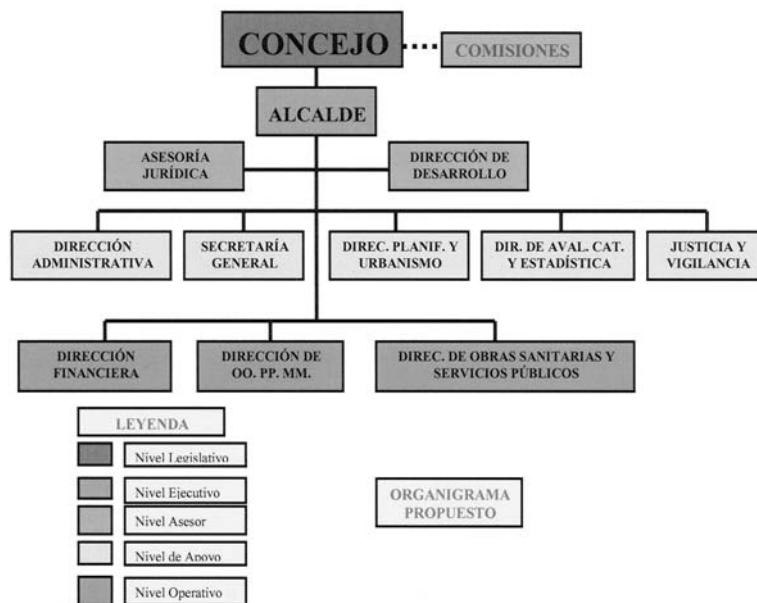 CONCEJO
COMISIONES
ALCALDE
ASESORÍA
JURÍDICA
DIRECCIÓN DE
DESARROLLO
DIRECCIÓN
ADMINISTRATIVA
SECRETARÍA
GENERAL
DIREC. PLANIF. Y
URBANISMO
DIR. DE AVAL. CAT.
Y ESTADÍSTICA
JUSTICIA Y
VIGILANCIA
DIRECCIÓN
FINANCIERA
DIRECCIÓN DE
OO. PP. MM.
DIREC. DE OBRAS SANITARIAS Y
SERVICIOS PÚBLICOS
LEYENDA
Nivel Legislativo
Nivel Ejecutivo
Nivel Asesor
Nivel de Apoyo
Nivel Operativo
ORGANIGRAMA
PROPUESTO